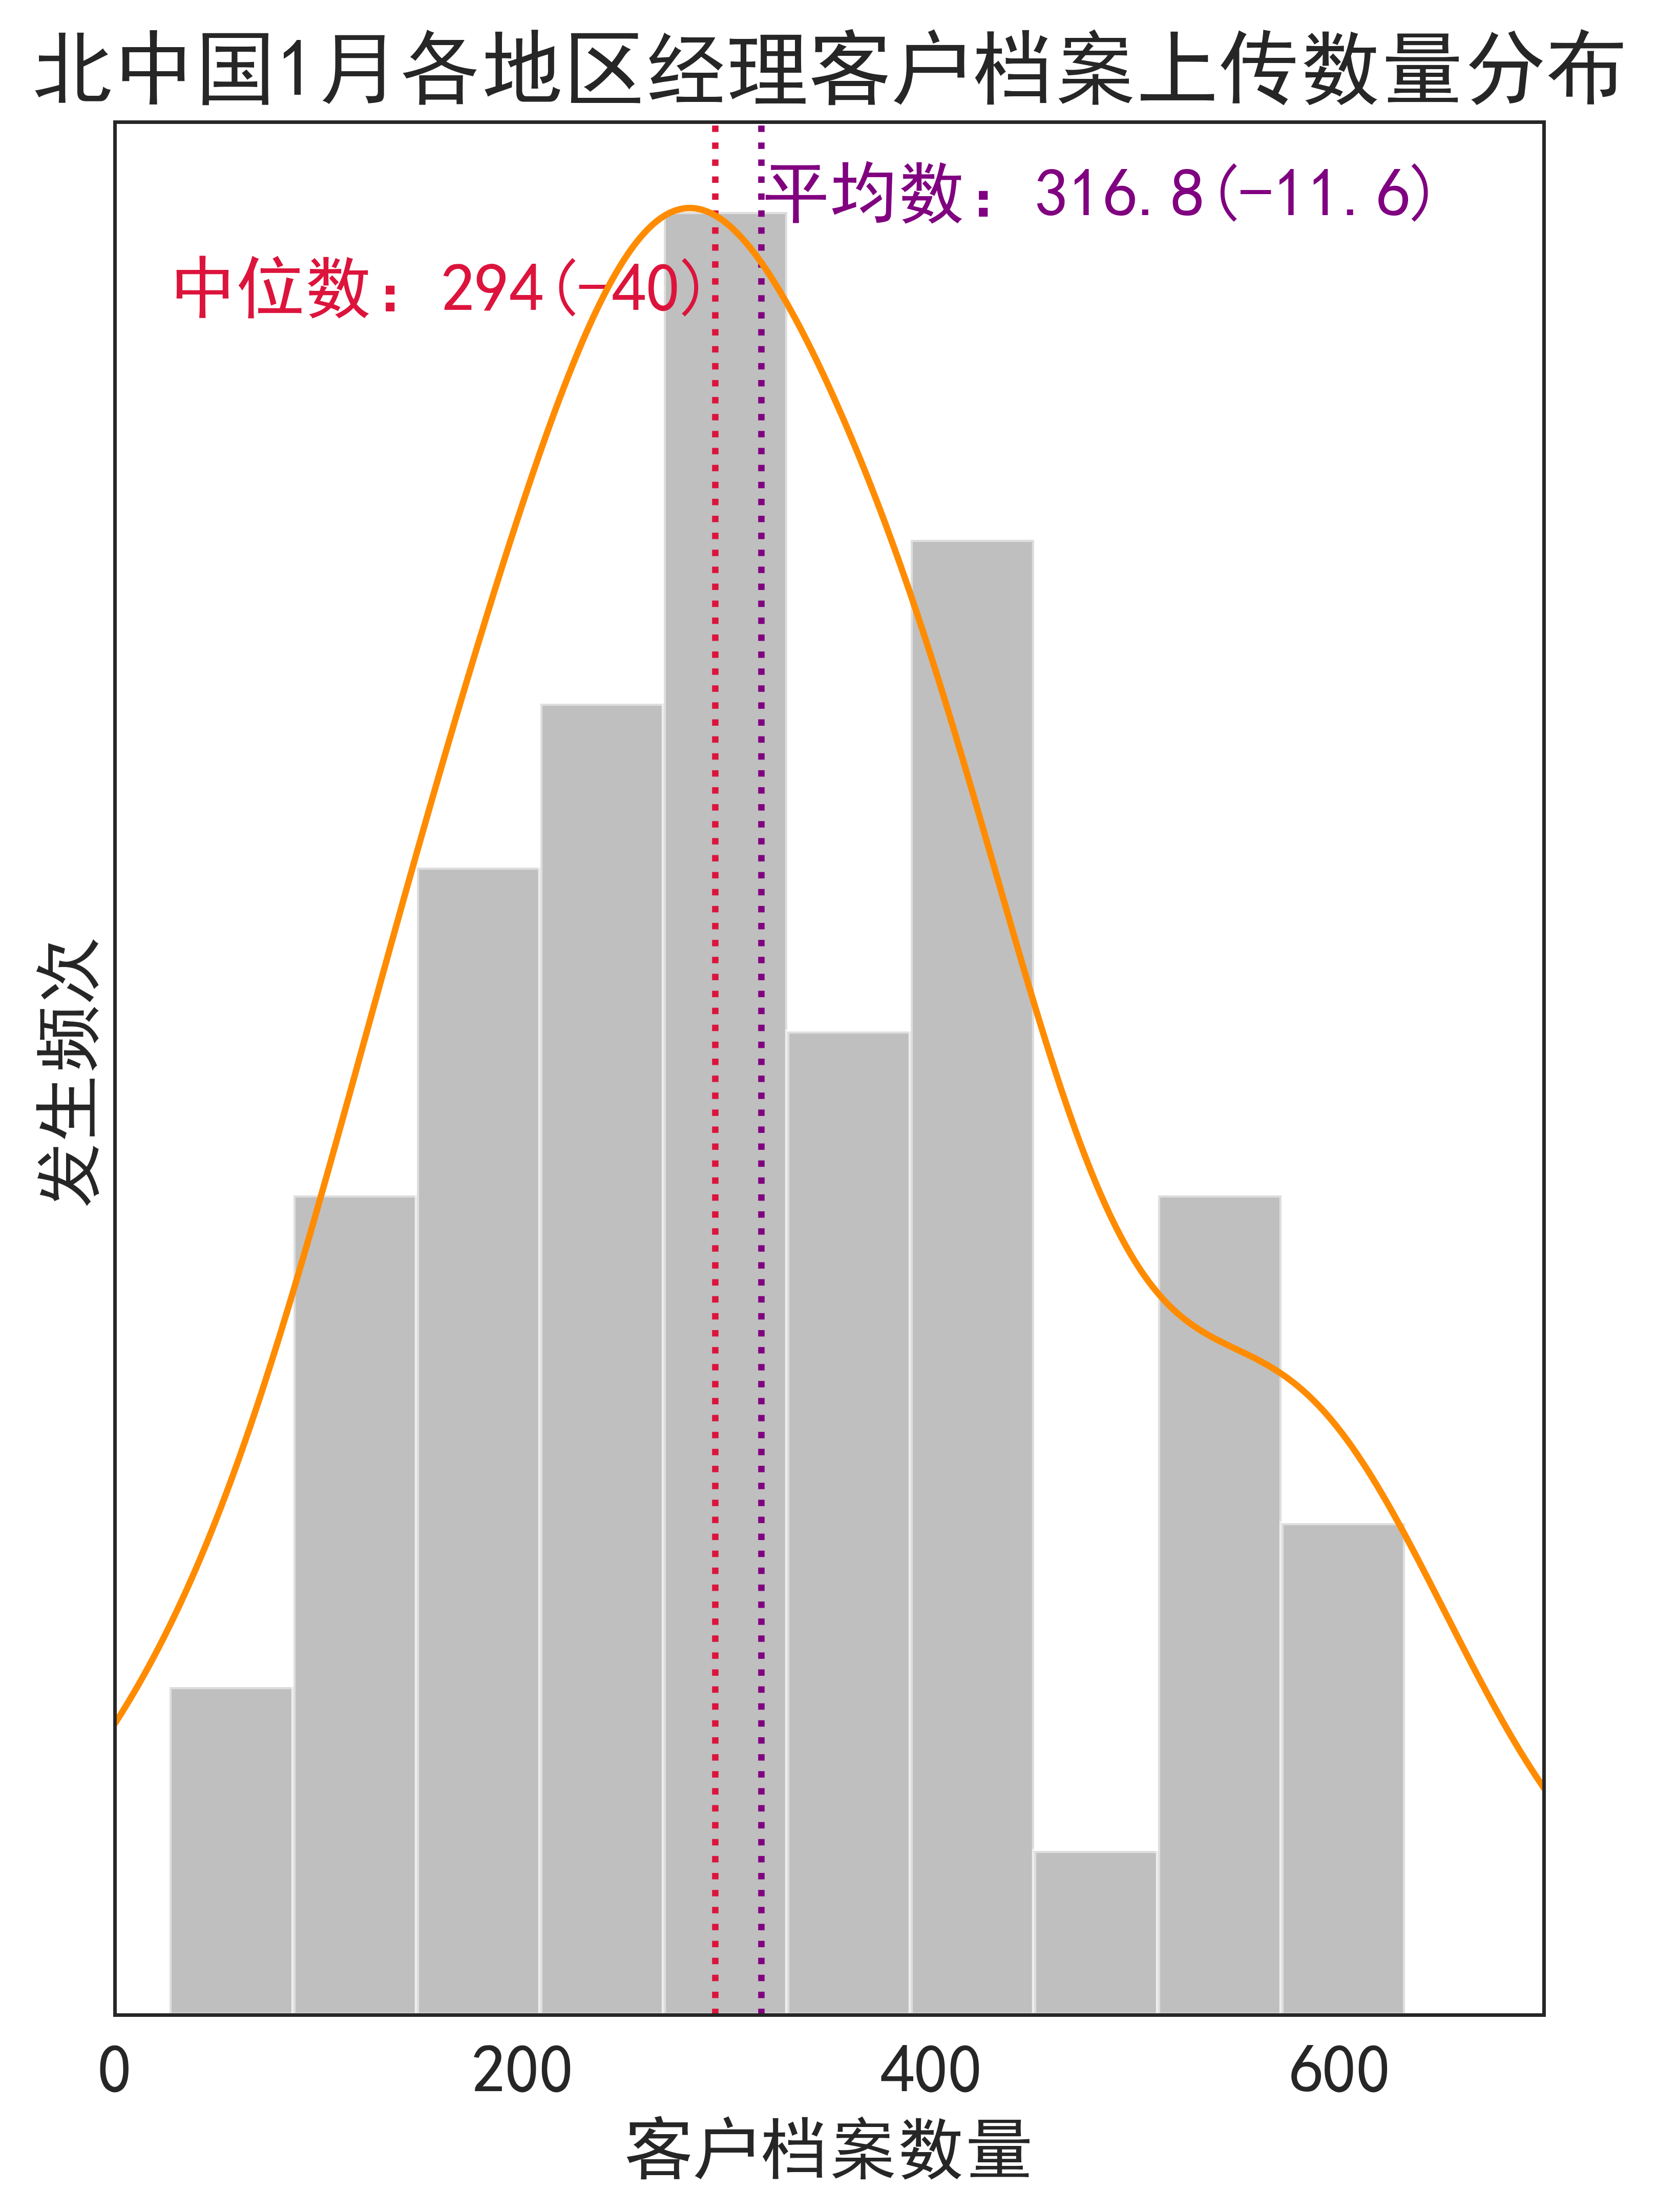 北中国1月各地区经理客户档案上传数量分布
平均数：316.8(-11.6)
中位数：294(-40)
发生频次
0 200 400 600
客户档案数量